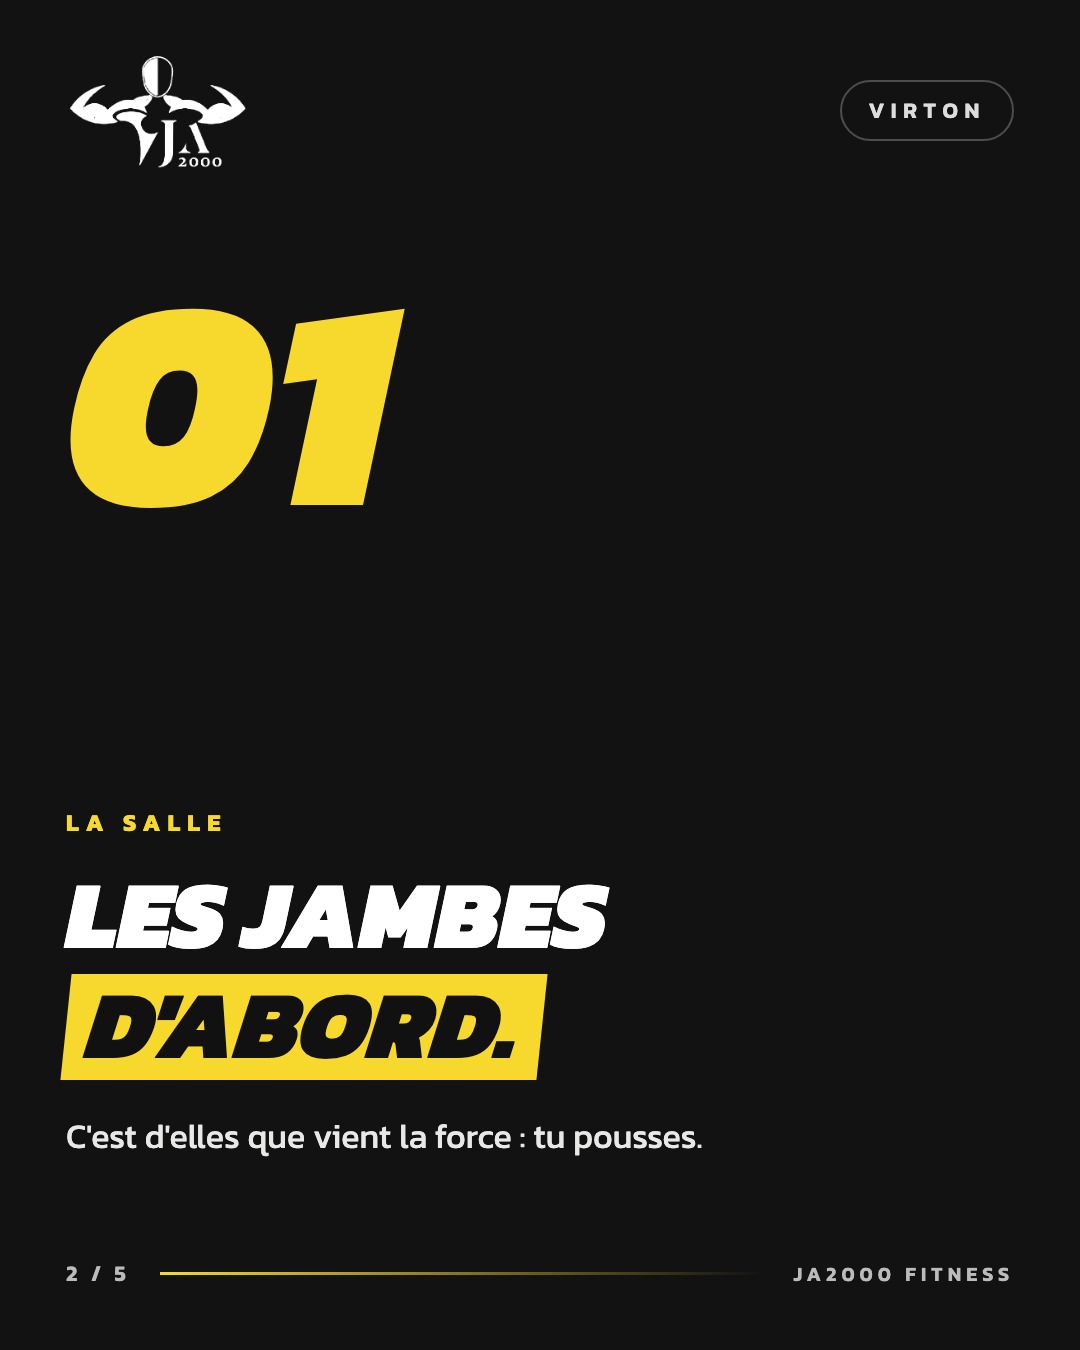 JA
2000
VIRTON
01
LA SALLE
LES JAMBES
D'ABORD.
C'est d'elles que vient la force : tu pousses.
2 / 5
JA2000 FITNESS